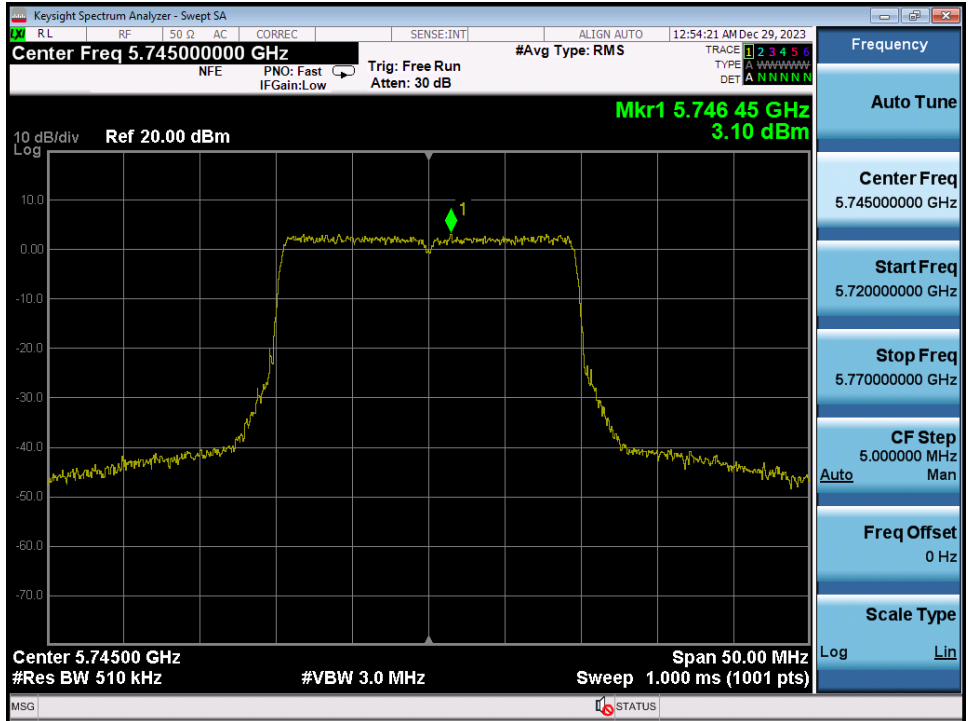 Keysight Spectrum Analyzer - Swept SA
LXI RL RF 50 Ω AC CORREC SENSE:INT ALIGN AUTO 12:54:21 AM Dec 29, 2023
Center Freq 5.745000000 GHz
NFE
PNO: Fast
IFGain:Low
Trig: Free Run
Atten: 30 dB
#Avg Type: RMS
TRACE 1 2 3 4 5 6
TYPE A WWWWW
DET A N N N N N
Mkr1 5.746 45 GHz
3.10 dBm
10 dB/div Ref 20.00 dBm
Log
1
10.0
0.00
-10.0
-20.0
-30.0
-40.0
-50.0
-60.0
-70.0
Center 5.74500 GHz Span 50.00 MHz
#Res BW 510 kHz #VBW 3.0 MHz Sweep 1.000 ms (1001 pts)
MSG STATUS
Frequency
Auto Tune
Center Freq
5.745000000 GHz
Start Freq
5.720000000 GHz
Stop Freq
5.770000000 GHz
CF Step
5.000000 MHz
Auto Man
Freq Offset
0 Hz
Scale Type
Log Lin